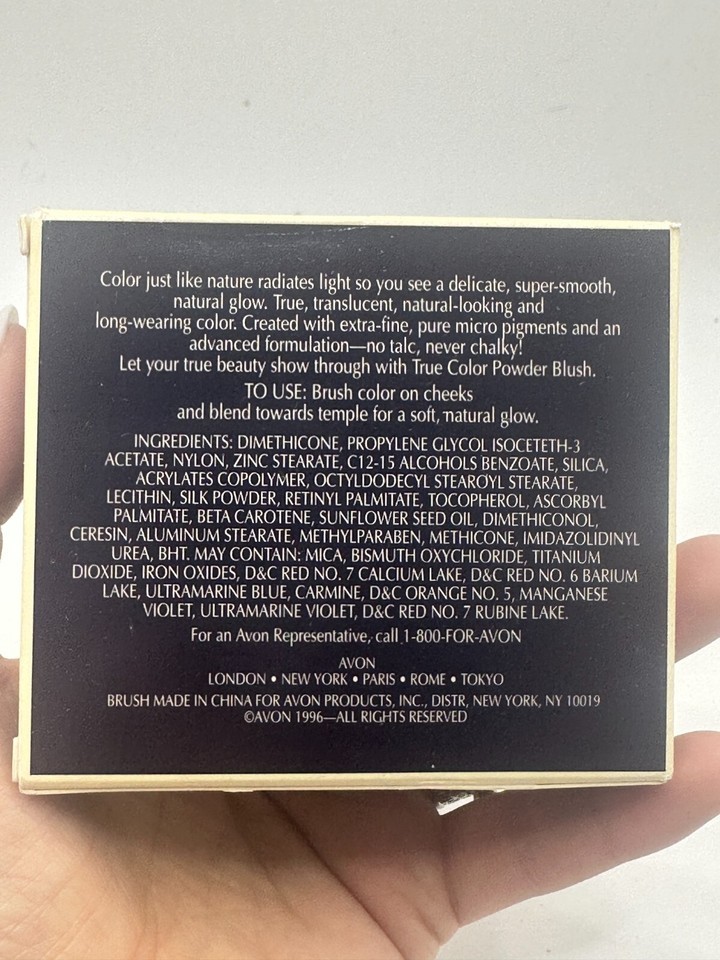 Color just like nature radiates light so you see a delicate, super-smooth,
natural glow. True, translucent, natural-looking and
long-wearing color. Created with extra-fine, pure micro pigments and an
advanced formulation—no talc, never chalky!
Let your true beauty show through with True Color Powder Blush.
TO USE: Brush color on cheeks
and blend towards temple for a soft, natural glow.
INGREDIENTS: DIMETHICONE, PROPYLENE GLYCOL ISOCETETH-3
ACETATE, NYLON, ZINC STEARATE, C12-15 ALCOHOLS BENZOATE, SILICA,
ACRYLATES COPOLYMER, OCTYLDODECYL STEAROYL STEARATE,
LECITHIN, SILK POWDER, RETINYL PALMITATE, TOCOPHEROL, ASCORBYL
PALMITATE, BETA CAROTENE, SUNFLOWER SEED OIL, DIMETHICONOL,
CERESIN, ALUMINUM STEARATE, METHYLPARABEN, METHICONE, IMIDAZOLIDINYL
UREA, BHT. MAY CONTAIN: MICA, BISMUTH OXYCHLORIDE, TITANIUM
DIOXIDE, IRON OXIDES, D&C RED NO. 7 CALCIUM LAKE, D&C RED NO. 6 BARIUM
LAKE, ULTRAMARINE BLUE, CARMINE, D&C ORANGE NO. 5, MANGANESE
VIOLET, ULTRAMARINE VIOLET, D&C RED NO. 7 RUBINE LAKE.
For an Avon Representative, call 1-800-FOR-AVON
AVON
LONDON • NEW YORK • PARIS • ROME • TOKYO
BRUSH MADE IN CHINA FOR AVON PRODUCTS, INC., DISTR, NEW YORK, NY 10019
©AVON 1996—ALL RIGHTS RESERVED